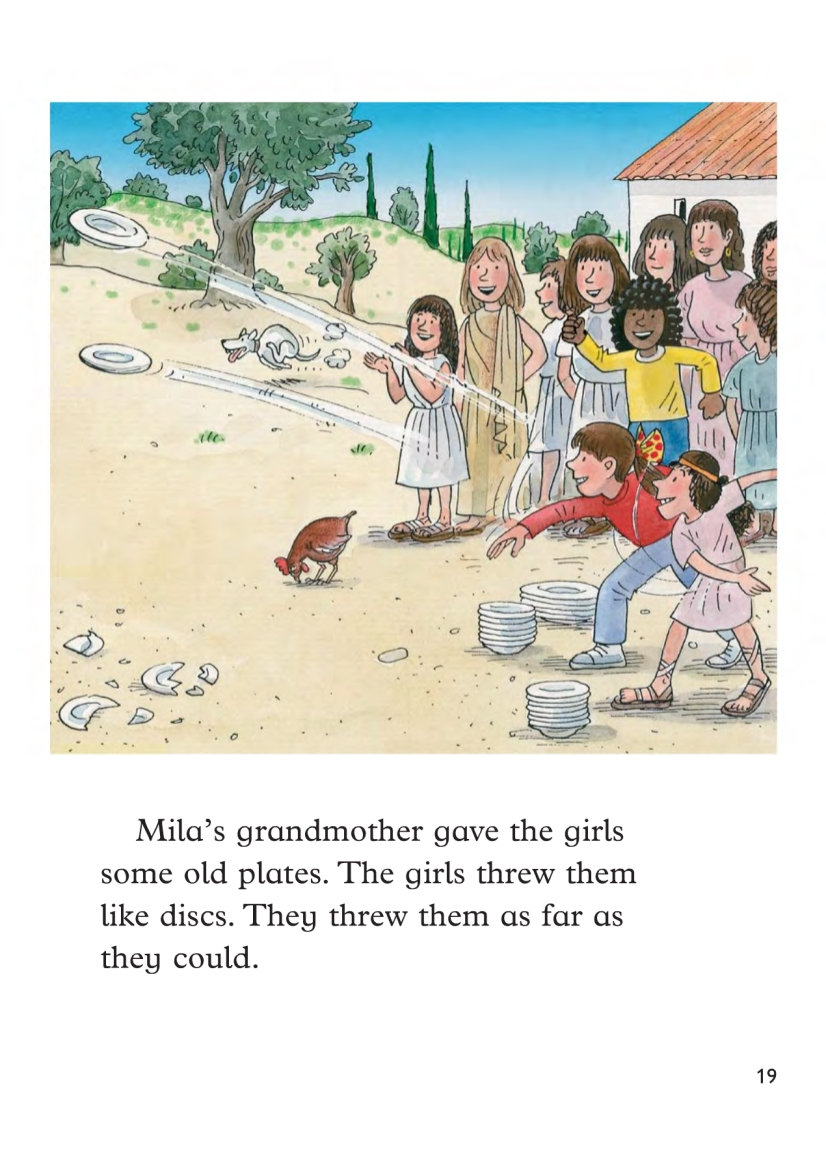 Mila's grandmother gave the girls
some old plates. The girls threw them
like discs. They threw them as far as
they could.
19